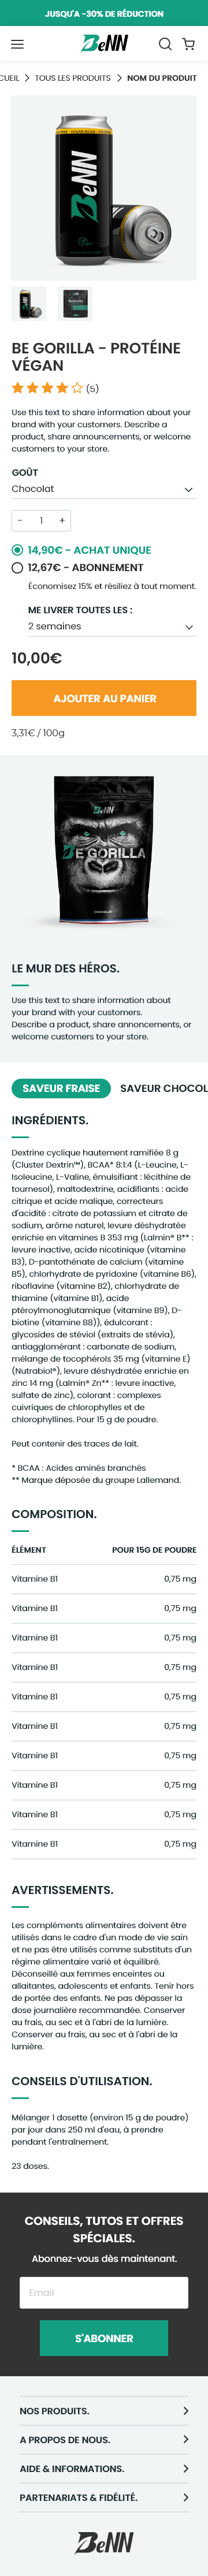 JUSQU'A -30% DE RÉDUCTION
BeNN
CUEIL > TOUS LES PRODUITS > NOM DU PRODUIT
BeNN
BE GORILLA - PROTÉINE
VÉGAN
(5)
Use this text to share information about your
brand with your customers. Describe a
product, share announcements, or welcome
customers to your store.
GOÛT
Chocolat
- 1 +
14,90€ - ACHAT UNIQUE
12,67€ - ABONNEMENT
Économisez 15% et résiliez à tout moment.
ME LIVRER TOUTES LES :
2 semaines
10,00€
AJOUTER AU PANIER
3,31€ / 100g
BeNN
BE GORILLA
CHOCOLAT
LE MUR DES HÉROS.
Use this text to share information about
your brand with your customers.
Describe a product, share annoncements, or
welcome customers to your store.
SAVEUR FRAISE SAVEUR CHOCOL
INGRÉDIENTS.
Dextrine cyclique hautement ramifiée 8 g
(Cluster Dextrin™), BCAA* 8:1:4 (L-Leucine, L-
Isoleucine, L-Valine, émulsifiant : lécithine de
tournesol), maltodextrine, acidifiants : acide
citrique et acide malique, correcteurs
d'acidité : citrate de potassium et citrate de
sodium, arôme naturel, levure déshydratée
enrichie en vitamines B 353 mg (Lalmin® B** :
levure inactive, acide nicotinique (vitamine
B3), D-pantothénate de calcium (vitamine
B5), chlorhydrate de pyridoxine (vitamine B6),
riboflavine (vitamine B2), chlorhydrate de
thiamine (vitamine B1), acide
ptéroylmonoglutamique (vitamine B9), D-
biotine (vitamine B8)), édulcorant :
glycosides de stéviol (extraits de stévia),
antiagglomérant : carbonate de sodium,
mélange de tocophérols 35 mg (vitamine E)
(Nutrabiol®), levure déshydratée enrichie en
zinc 14 mg (Lalmin® Zn** : levure inactive,
sulfate de zinc), colorant : complexes
cuivriques de chlorophylles et de
chlorophyllines. Pour 15 g de poudre.
Peut contenir des traces de lait.
* BCAA : Acides aminés branchés
** Marque déposée du groupe Lallemand.
COMPOSITION.
ÉLÉMENT POUR 15G DE POUDRE
Vitamine B1 0,75 mg
Vitamine B1 0,75 mg
Vitamine B1 0,75 mg
Vitamine B1 0,75 mg
Vitamine B1 0,75 mg
Vitamine B1 0,75 mg
Vitamine B1 0,75 mg
Vitamine B1 0,75 mg
Vitamine B1 0,75 mg
Vitamine B1 0,75 mg
AVERTISSEMENTS.
Les compléments alimentaires doivent être
utilisés dans le cadre d'un mode de vie sain
et ne pas être utilisés comme substituts d'un
régime alimentaire varié et équilibré.
Déconseillé aux femmes enceintes ou
allaitantes, adolescents et enfants. Tenir hors
de portée des enfants. Ne pas dépasser la
dose journalière recommandée. Conserver
au frais, au sec et à l'abri de la lumière.
Conserver au frais, au sec et à l'abri de la
lumière.
CONSEILS D'UTILISATION.
Mélanger 1 dosette (environ 15 g de poudre)
par jour dans 250 ml d'eau, à prendre
pendant l'entraînement.
23 doses.
CONSEILS, TUTOS ET OFFRES
SPÉCIALES.
Abonnez-vous dès maintenant.
Email
S'ABONNER
NOS PRODUITS.
A PROPOS DE NOUS.
AIDE & INFORMATIONS.
PARTENARIATS & FIDÉLITÉ.
BeNN